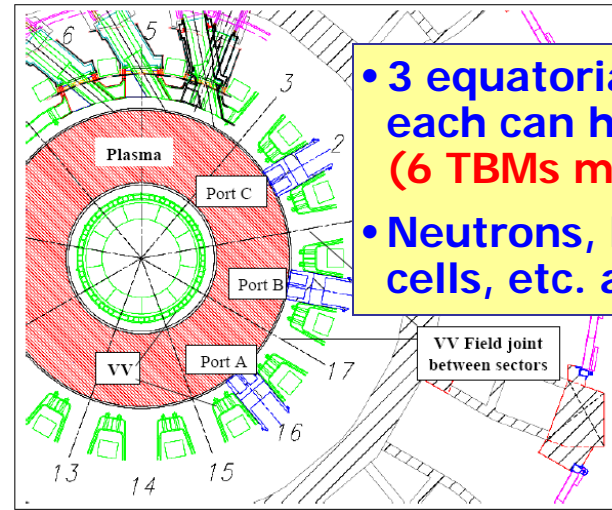 6
5
3
2
• 3 equatoria
each can h
(6 TBMs m
• Neutrons,
cells, etc. a
Plasma
Port C
Port B
VV Field joint
between sectors
17
Port A
VV
16
15
14
13